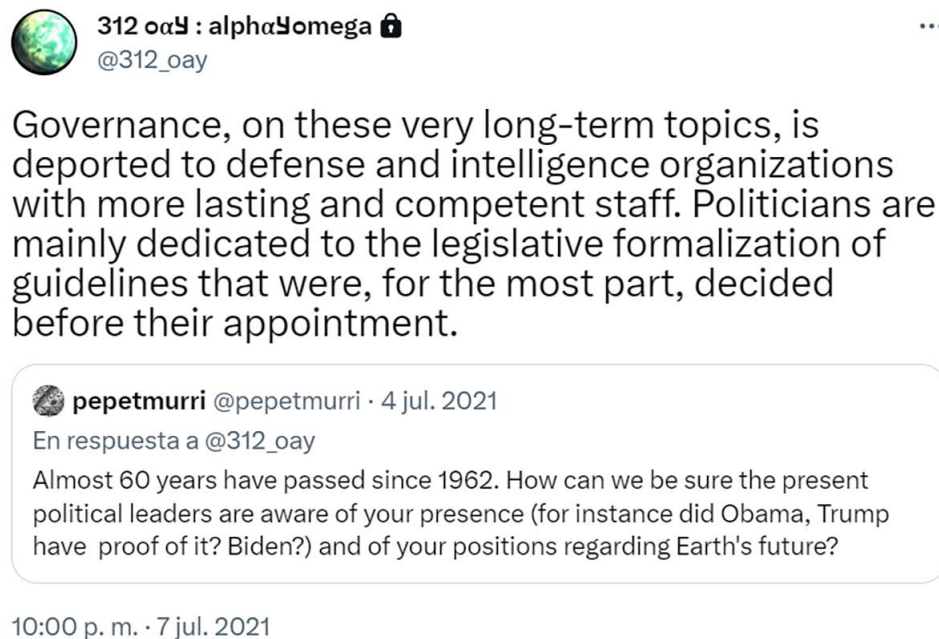 312 oαY : alphαYomega
@312_oay
Governance, on these very long-term topics, is
deported to defense and intelligence organizations
with more lasting and competent staff. Politicians are
mainly dedicated to the legislative formalization of
guidelines that were, for the most part, decided
before their appointment.
pepetmurri @pepetmurri · 4 jul. 2021
En respuesta a @312_oay
Almost 60 years have passed since 1962. How can we be sure the present
political leaders are aware of your presence (for instance did Obama, Trump
have proof of it? Biden?) and of your positions regarding Earth's future?
10:00 p. m. · 7 jul. 2021